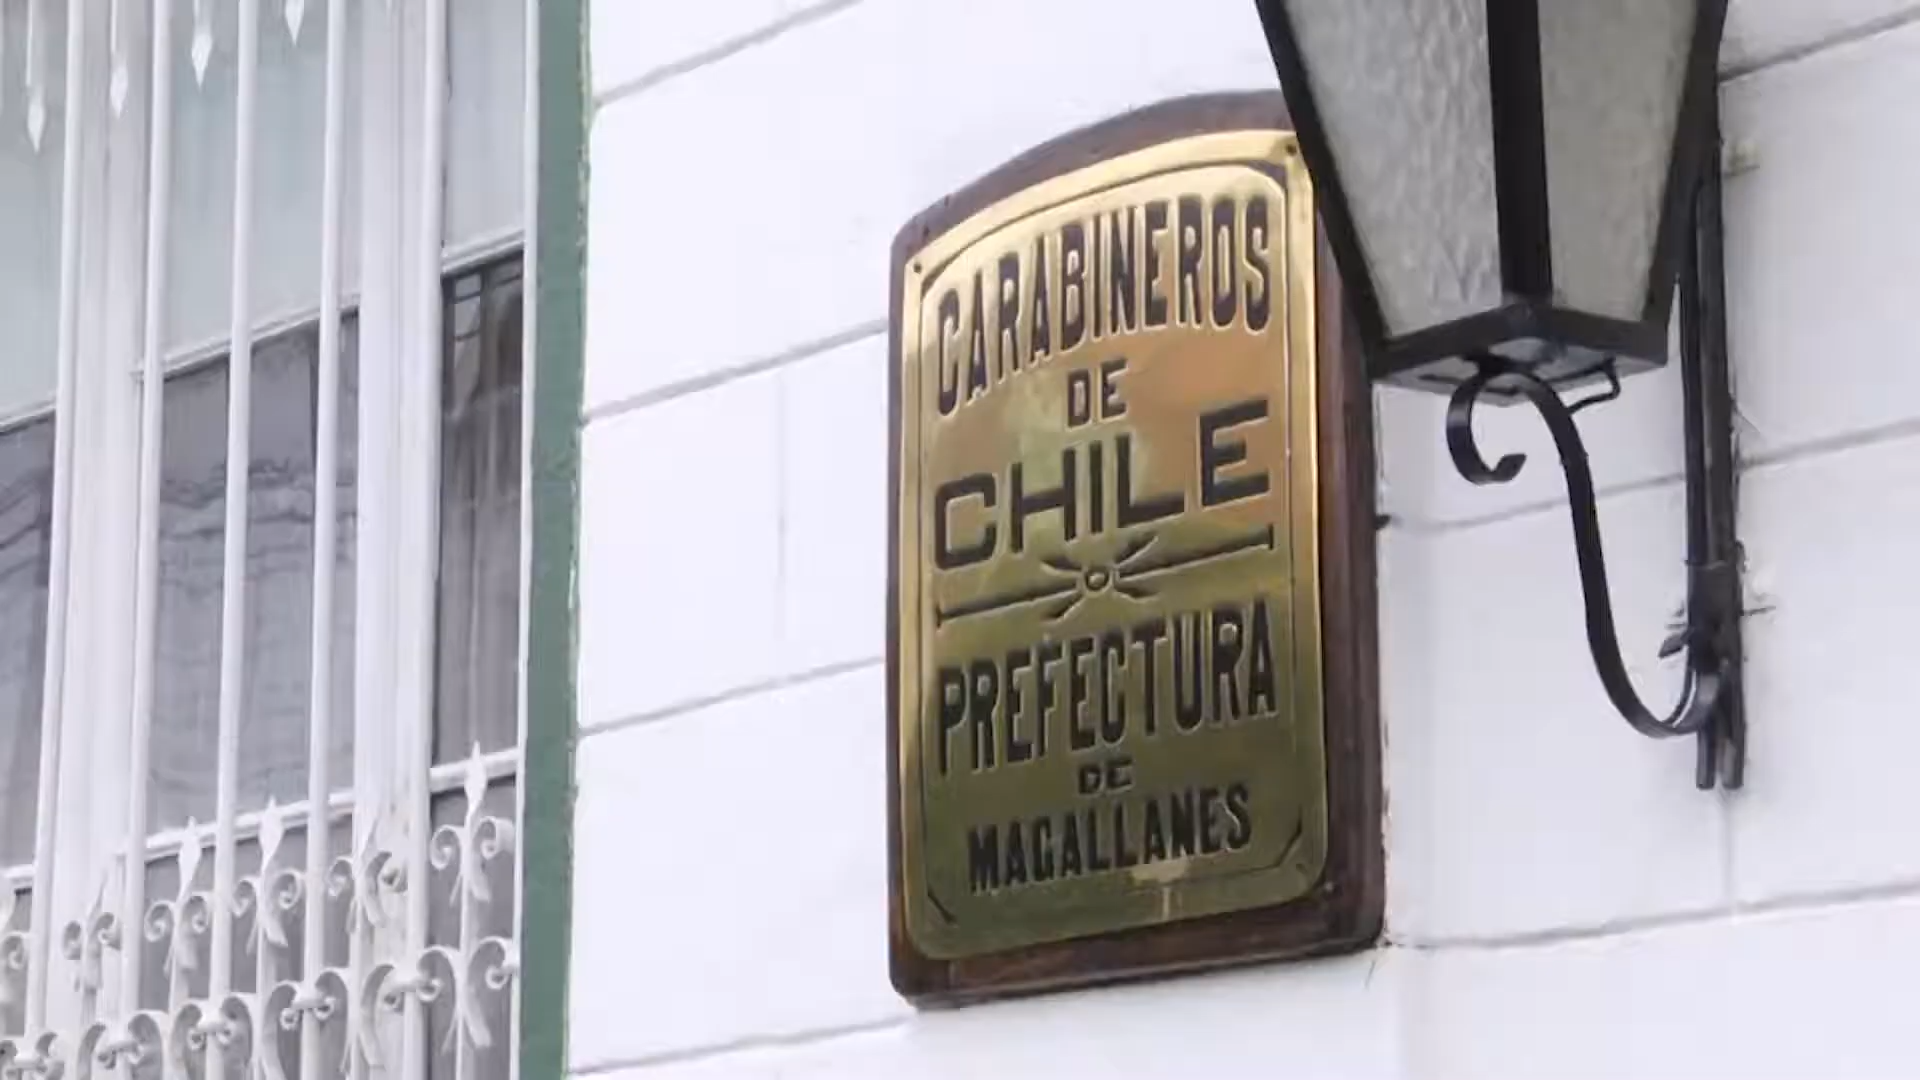 CARABINEROS
DE
CHILE
PREFECTURA
DE
MAGALLANES